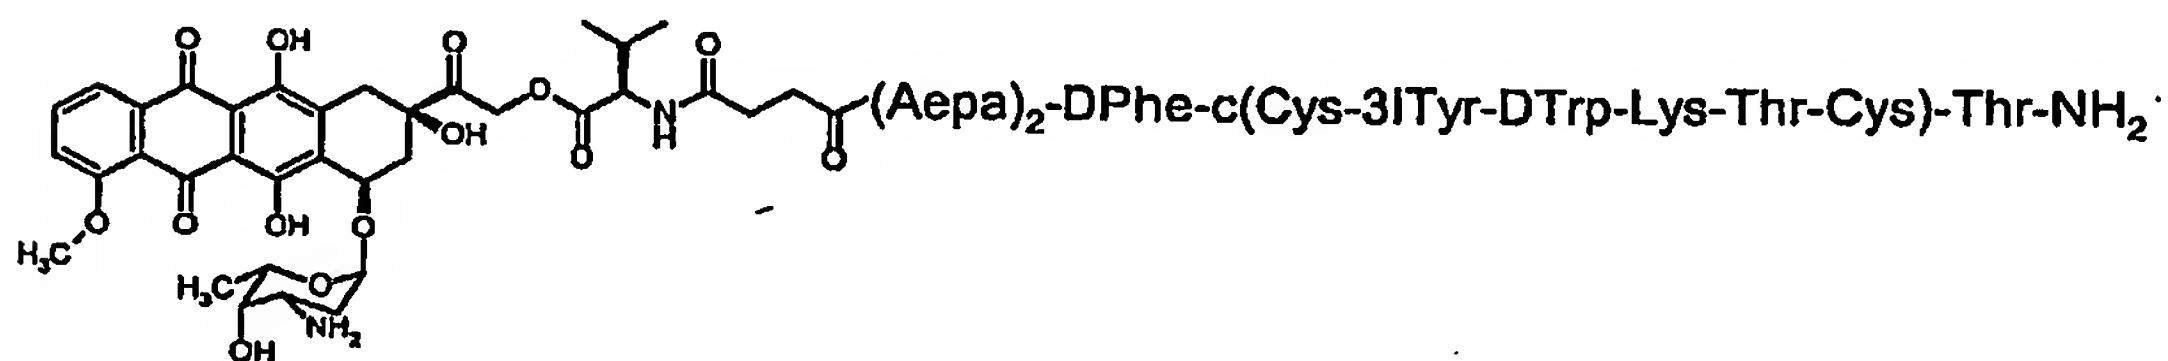 O OH O O
O (Aepa)₂-DPhe-c(Cys-3ITyr-DTrp-Lys-Thr-Cys)-Thr-NH₂
OH N H
O O
O O OH O
H₃C
H₃C O
NH₂
OH